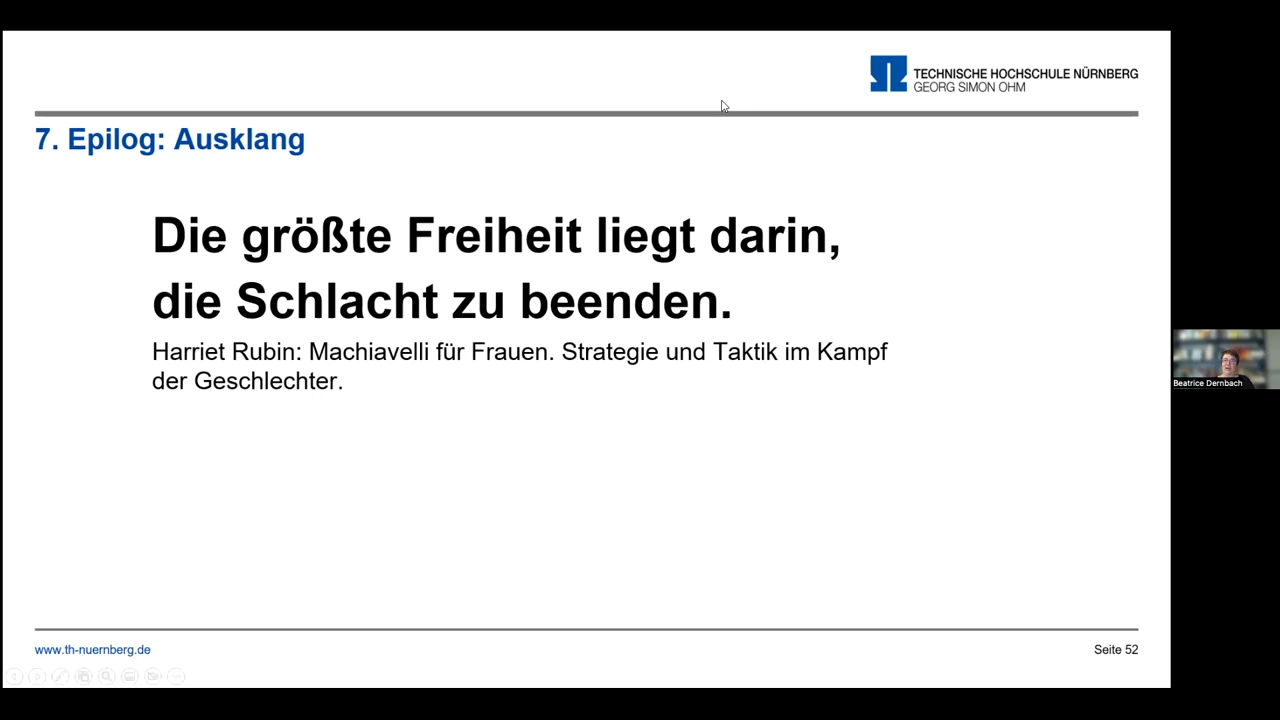 TECHNISCHE HOCHSCHULE NÜRNBERG
GEORG SIMON OHM
7. Epilog: Ausklang
Die größte Freiheit liegt darin,
die Schlacht zu beenden.
Harriet Rubin: Machiavelli für Frauen. Strategie und Taktik im Kampf
der Geschlechter.
Beatrice Dernbach
www.th-nuernberg.de
Seite 52